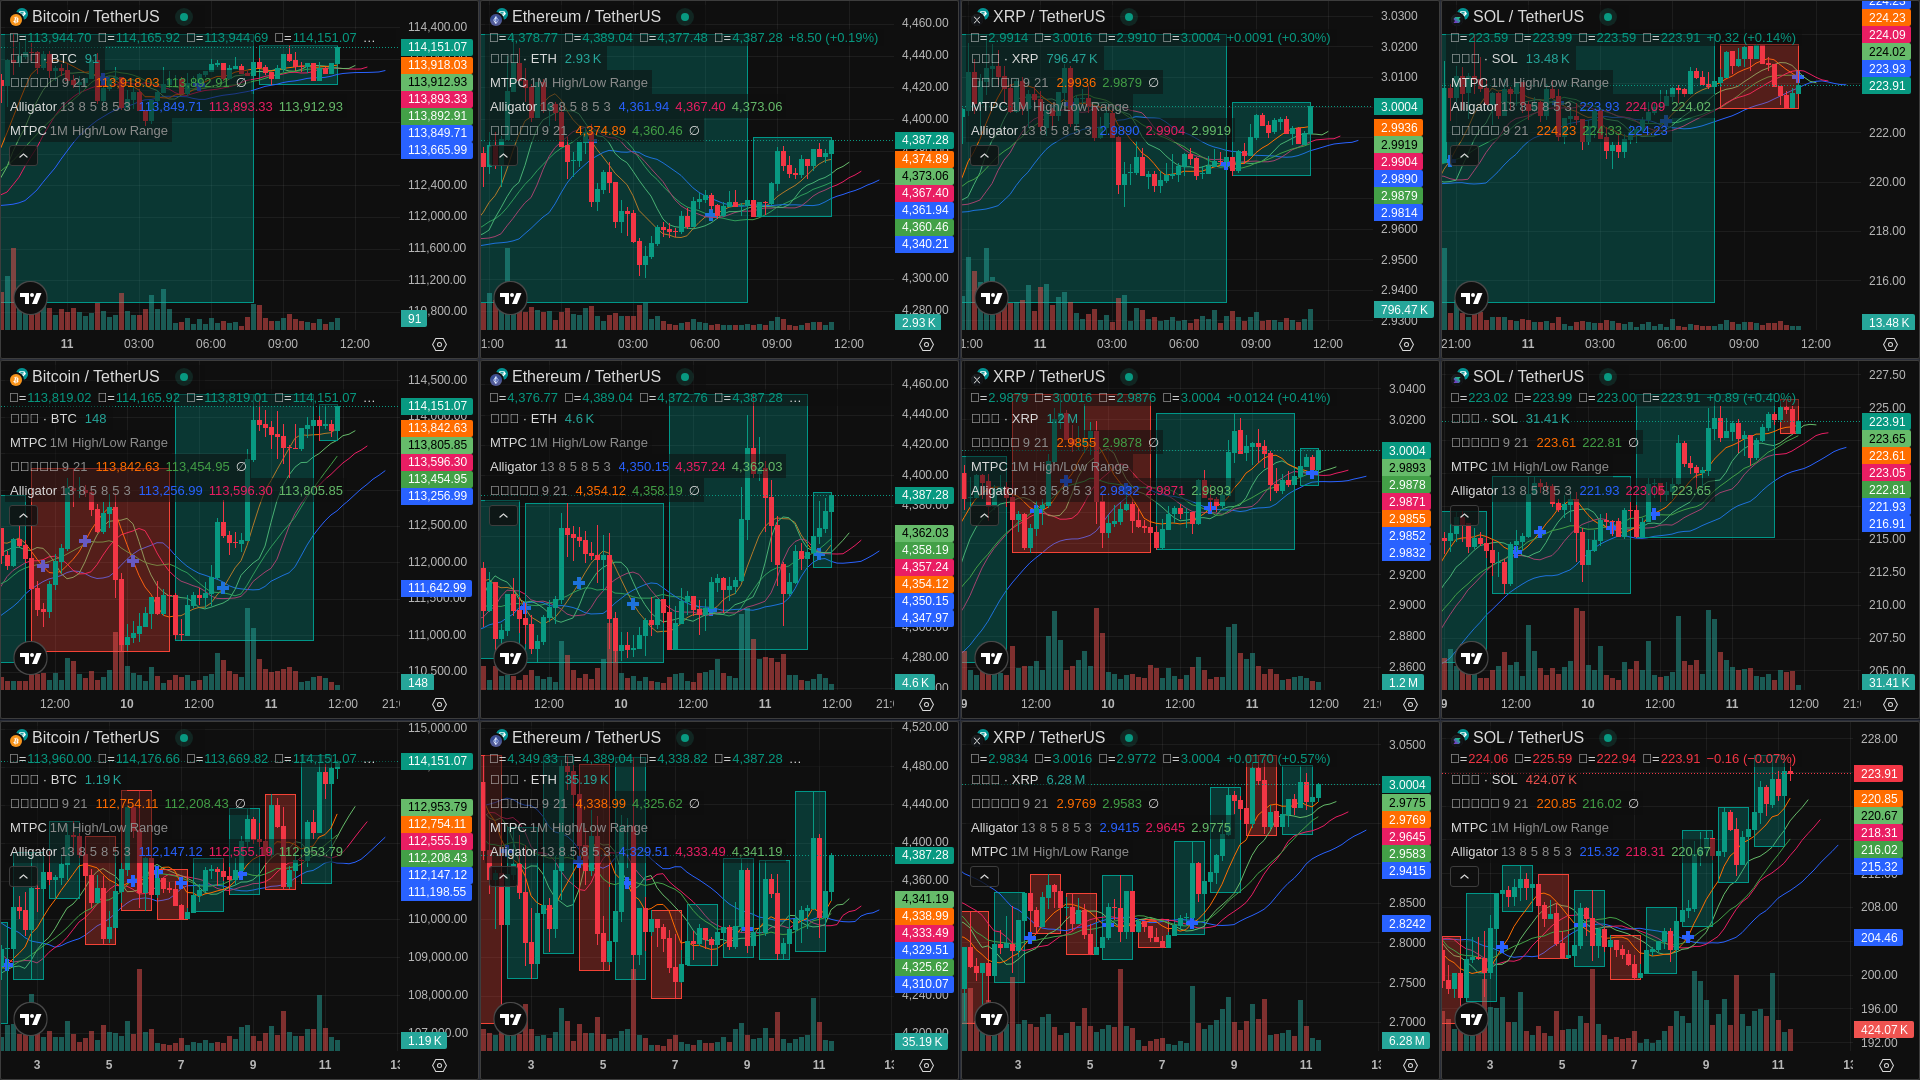 Bitcoin / TetherUS
=113,944.70 =114,165.92 =113,944.69 =114,151.07 ...
· BTC 91
9 21 113,918.03 113,892.91 ∅
Alligator 13 8 5 8 5 3 113,849.71 113,893.33 113,912.93
MTPC 1M High/Low Range
114,400.00
114,151.07
113,918.03
113,912.93
113,893.33
113,892.91
113,849.71
113,665.99
112,400.00
112,000.00
111,600.00
111,200.00
91
11 03:00 06:00 09:00 12:00
Ethereum / TetherUS
=4,378.77 =4,389.04 =4,377.48 =4,387.28 +8.50 (+0.19%)
· ETH 2.93 K
MTPC 1M High/Low Range
Alligator 13 8 5 8 5 3 4,361.94 4,367.40 4,373.06
9 21 4,374.89 4,360.46 ∅
4,460.00
4,440.00
4,420.00
4,400.00
4,387.28
4,374.89
4,373.06
4,367.40
4,361.94
4,360.46
4,340.21
4,300.00
4,280.00
2.93 K
11 03:00 06:00 09:00 12:00
XRP / TetherUS
=2.9914 =3.0016 =2.9910 =3.0004 +0.0091 (+0.30%)
· XRP 796.47 K
9 21 2.9936 2.9879 ∅
MTPC 1M High/Low Range
Alligator 13 8 5 8 5 3 2.9890 2.9904 2.9919
3.0300
3.0200
3.0100
3.0004
2.9936
2.9919
2.9904
2.9890
2.9879
2.9814
2.9600
2.9500
2.9400
796.47 K
2.9300
11 03:00 06:00 09:00 12:00
SOL / TetherUS
=223.59 =223.99 =223.59 =223.91 +0.32 (+0.14%)
· SOL 13.48 K
MTPC 1M High/Low Range
Alligator 13 8 5 8 5 3 223.93 224.09 224.02
9 21 224.23 224.33 224.23
224.23
224.23
224.09
224.02
223.93
223.91
222.00
220.00
218.00
216.00
13.48 K
21:00 11 03:00 06:00 09:00 12:00
Bitcoin / TetherUS
=113,819.02 =114,165.92 =113,819.01 =114,151.07 ...
· BTC 148
MTPC 1M High/Low Range
9 21 113,842.63 113,454.95 ∅
Alligator 13 8 5 8 5 3 113,256.99 113,596.30 113,805.85
114,500.00
114,151.07
113,842.63
113,805.85
113,596.30
113,454.95
113,256.99
112,500.00
112,000.00
111,642.99
111,500.00
111,000.00
110,500.00
148
12:00 10 12:00 11 12:00
Ethereum / TetherUS
=4,376.77 =4,389.04 =4,372.76 =4,387.28 ...
· ETH 4.6 K
MTPC 1M High/Low Range
Alligator 13 8 5 8 5 3 4,350.15 4,357.24 4,362.03
9 21 4,354.12 4,358.19 ∅
4,460.00
4,440.00
4,420.00
4,400.00
4,387.28
4,380.00
4,362.03
4,358.19
4,357.24
4,354.12
4,350.15
4,347.97
4,300.00
4,280.00
4.6 K
12:00 10 12:00 11 12:00
XRP / TetherUS
=2.9879 =3.0016 =2.9876 =3.0004 +0.0124 (+0.41%)
· XRP 1.2 M
9 21 2.9855 2.9878 ∅
MTPC 1M High/Low Range
Alligator 13 8 5 8 5 3 2.9832 2.9871 2.9893
3.0400
3.0200
3.0004
2.9893
2.9878
2.9871
2.9855
2.9852
2.9832
2.9200
2.9000
2.8800
2.8600
1.2 M
9 12:00 10 12:00 11 12:00
SOL / TetherUS
=223.02 =223.99 =223.00 =223.91 +0.89 (+0.40%)
· SOL 31.41 K
9 21 223.61 222.81 ∅
MTPC 1M High/Low Range
Alligator 13 8 5 8 5 3 221.93 223.05 223.65
227.50
225.00
223.91
223.65
223.61
223.05
222.81
221.93
216.91
215.00
212.50
210.00
207.50
205.00
31.41 K
9 12:00 10 12:00 11 12:00
Bitcoin / TetherUS
=113,960.00 =114,176.66 =113,669.82 =114,151.07 ...
· BTC 1.19 K
9 21 112,754.11 112,208.43 ∅
MTPC 1M High/Low Range
Alligator 13 8 5 8 5 3 112,147.12 112,555.19 112,953.79
115,000.00
114,151.07
112,953.79
112,754.11
112,555.19
112,208.43
112,147.12
111,198.55
110,000.00
109,000.00
108,000.00
107,000.00
1.19 K
3 5 7 9 11
Ethereum / TetherUS
=4,349.33 =4,389.04 =4,338.82 =4,387.28 ...
· ETH 35.19 K
9 21 4,338.99 4,325.62 ∅
MTPC 1M High/Low Range
Alligator 13 8 5 8 5 3 4,329.51 4,333.49 4,341.19
4,520.00
4,480.00
4,440.00
4,400.00
4,387.28
4,360.00
4,341.19
4,338.99
4,333.49
4,329.51
4,325.62
4,310.07
4,240.00
4,200.00
35.19 K
3 5 7 9 11
XRP / TetherUS
=2.9834 =3.0016 =2.9772 =3.0004 +0.0170 (+0.57%)
· XRP 6.28 M
9 21 2.9769 2.9583 ∅
Alligator 13 8 5 8 5 3 2.9415 2.9645 2.9775
MTPC 1M High/Low Range
3.0500
3.0004
2.9775
2.9769
2.9645
2.9583
2.9415
2.8500
2.8242
2.8000
2.7500
2.7000
6.28 M
3 5 7 9 11
SOL / TetherUS
=224.06 =225.59 =222.94 =223.91 −0.16 (−0.07%)
· SOL 424.07 K
9 21 220.85 216.02 ∅
MTPC 1M High/Low Range
Alligator 13 8 5 8 5 3 215.32 218.31 220.67
228.00
223.91
220.85
220.67
218.31
216.02
215.32
212.00
208.00
204.46
200.00
196.00
424.07 K
192.00
3 5 7 9 11